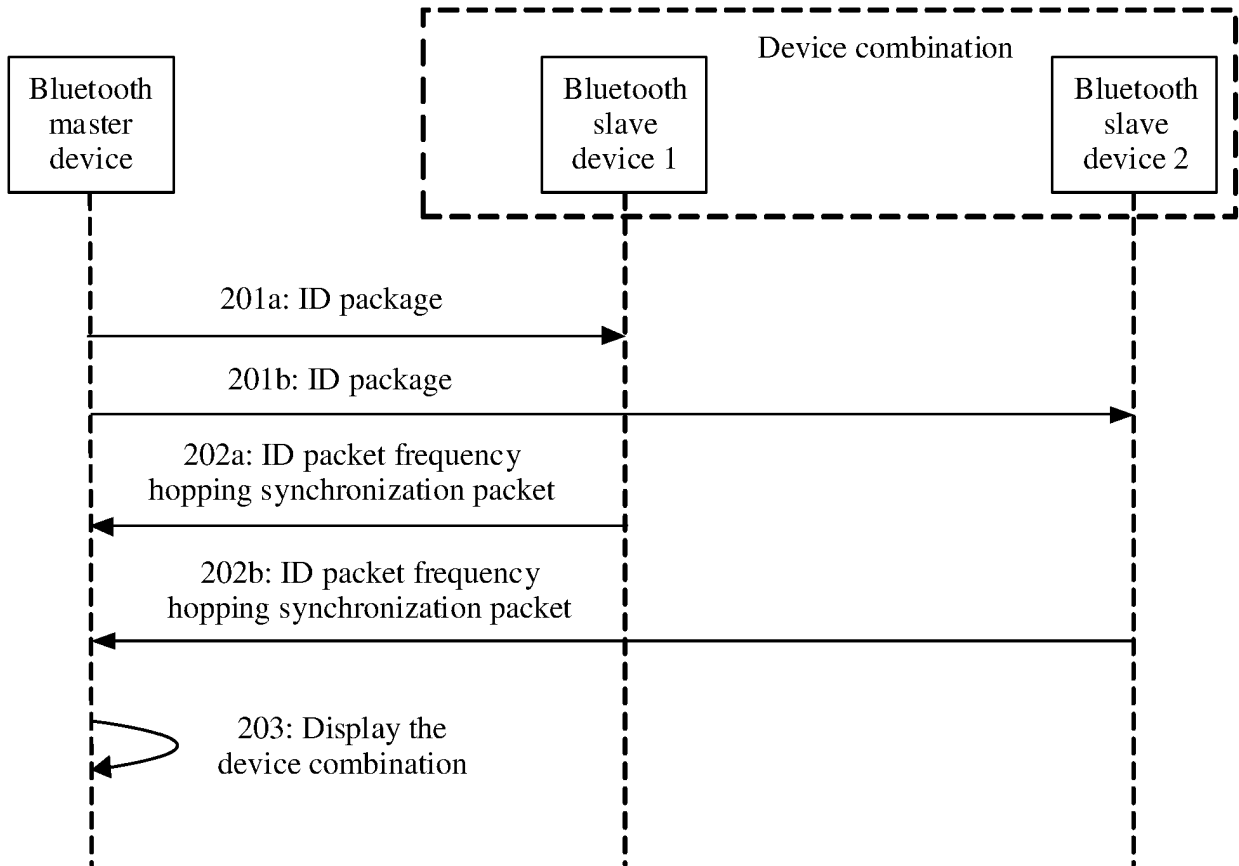 Device combination
Bluetooth
master
device
Bluetooth
slave
device 1
Bluetooth
slave
device 2
201a: ID package
201b: ID package
202a: ID packet frequency
hopping synchronization packet
202b: ID packet frequency
hopping synchronization packet
203: Display the
device combination